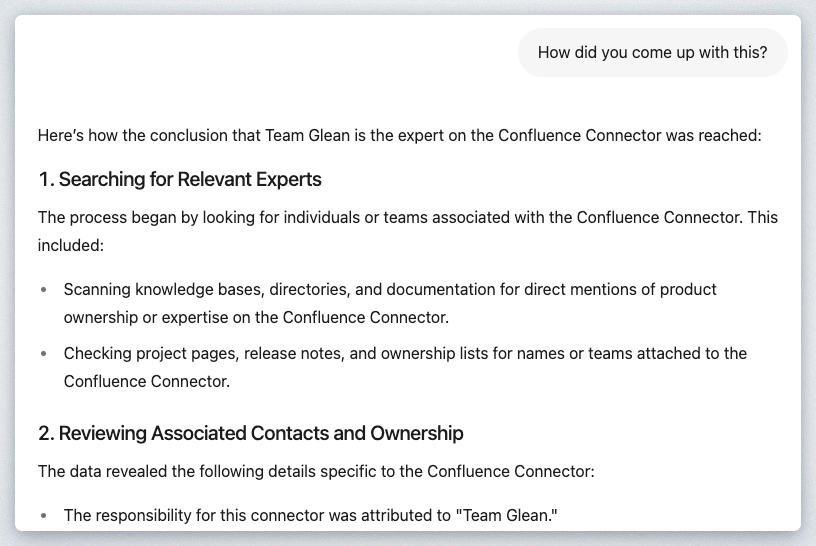 How did you come up with this?
Here’s how the conclusion that Team Glean is the expert on the Confluence Connector was reached:
1. Searching for Relevant Experts
The process began by looking for individuals or teams associated with the Confluence Connector. This
included:
• Scanning knowledge bases, directories, and documentation for direct mentions of product
ownership or expertise on the Confluence Connector.
• Checking project pages, release notes, and ownership lists for names or teams attached to the
Confluence Connector.
2. Reviewing Associated Contacts and Ownership
The data revealed the following details specific to the Confluence Connector:
• The responsibility for this connector was attributed to "Team Glean."